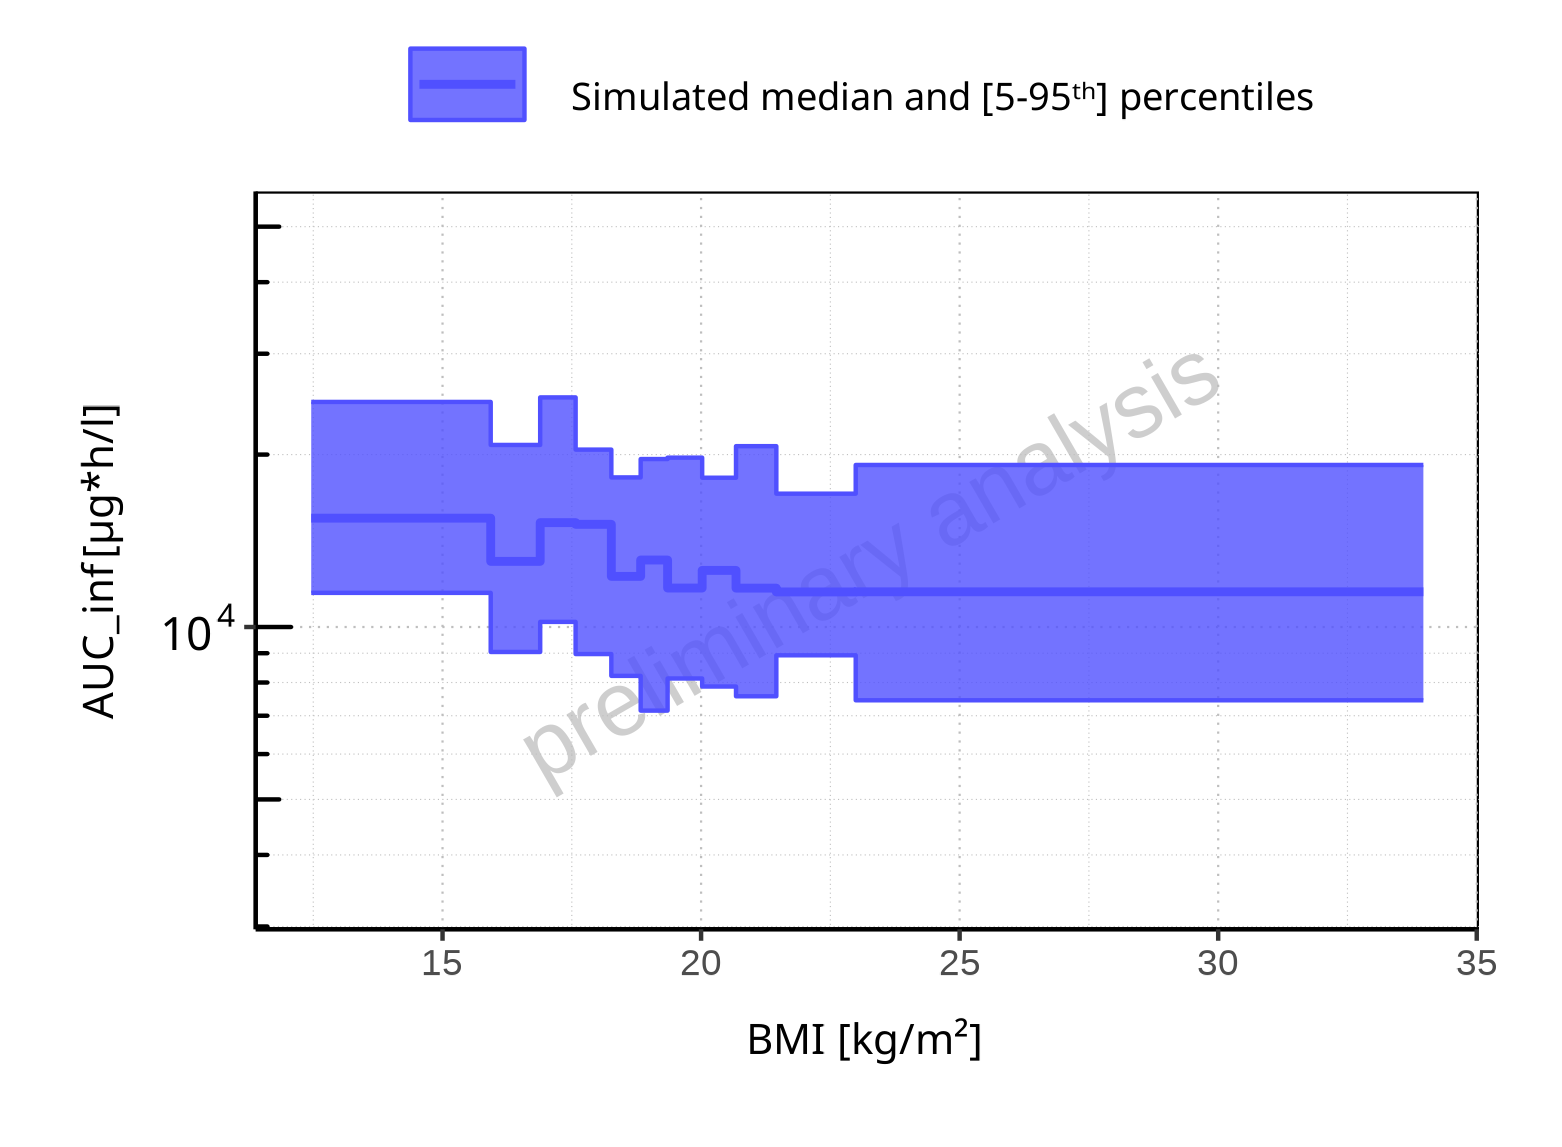 Simulated median and [5-95ᵗʰ] percentiles
AUC_inf[µg*h/l]
10⁴
preliminary analysis
15 20 25 30 35
BMI [kg/m²]